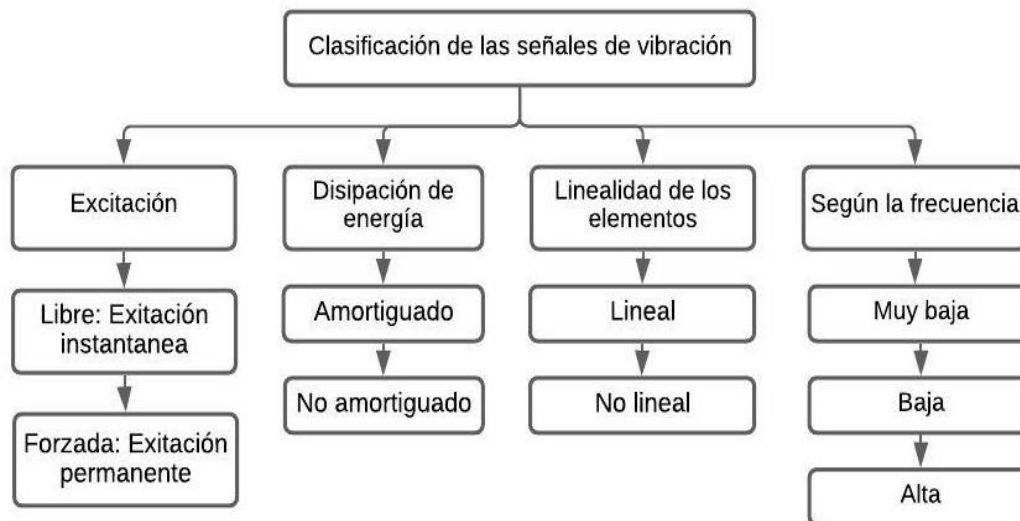 Clasificación de las señales de vibración
Excitación
Libre: Exitación
instantanea
Forzada: Exitación
permanente
Disipación de
energía
Amortiguado
No amortiguado
Linealidad de los
elementos
Lineal
No lineal
Según la frecuencia
Muy baja
Baja
Alta